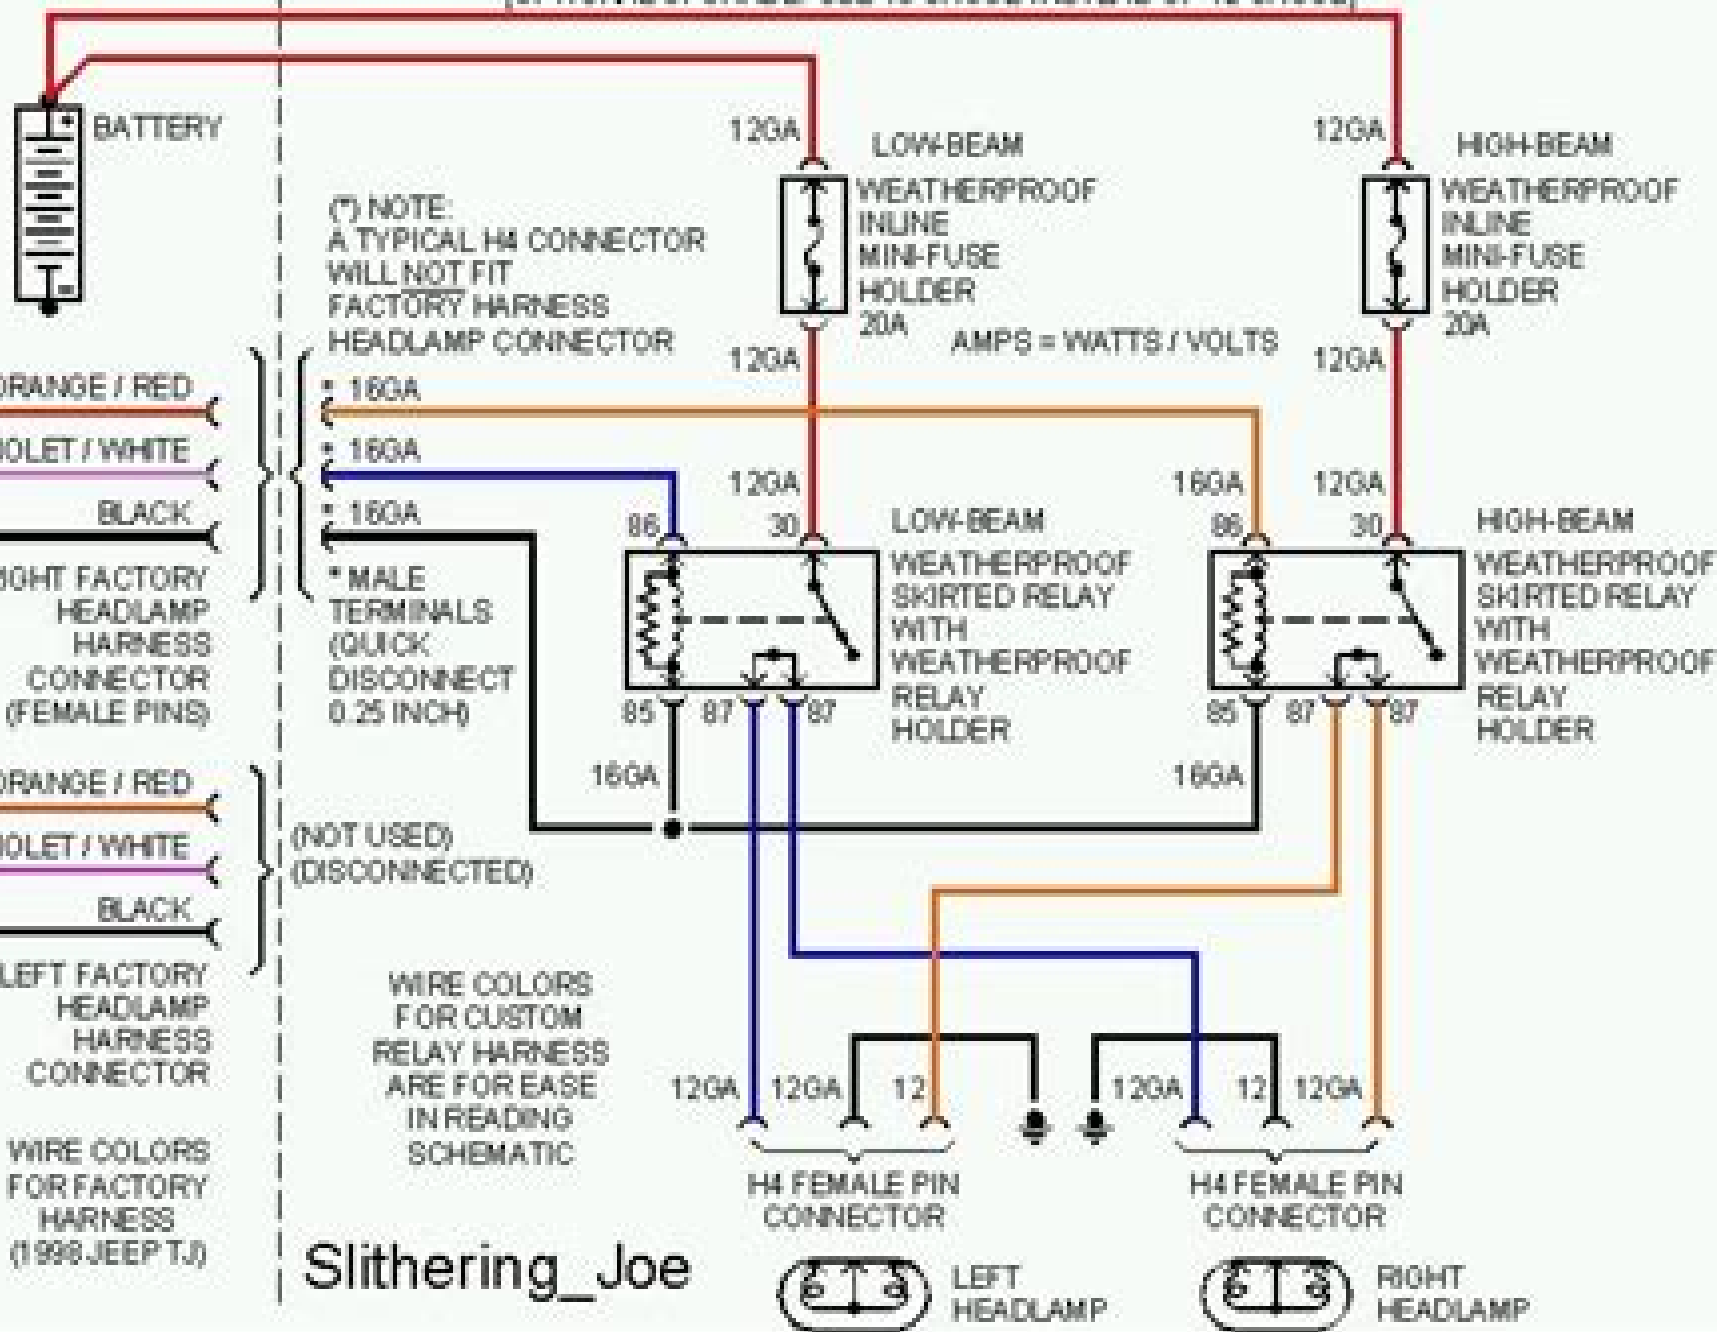 BATTERY
12GA
LOW-BEAM
WEATHERPROOF
INLINE
MINI-FUSE
HOLDER
20A
12GA
HIGH-BEAM
WEATHERPROOF
INLINE
MINI-FUSE
HOLDER
20A
(*) NOTE:
A TYPICAL H4 CONNECTOR
WILL NOT FIT
FACTORY HARNESS
HEADLAMP CONNECTOR
AMPS = WATTS / VOLTS
12GA
12GA
ORANGE / RED
* 16GA
IOLET / WHITE
* 16GA
BLACK
* 16GA
IGHT FACTORY
HEADLAMP
HARNESS
CONNECTOR
(FEMALE PINS)
* MALE
TERMINALS
(QUICK
DISCONNECT
0.25 INCH)
12GA
86
30
LOW-BEAM
WEATHERPROOF
SKIRTED RELAY
WITH
WEATHERPROOF
RELAY
HOLDER
85
87
87
16GA
16GA
12GA
86
30
HIGH-BEAM
WEATHERPROOF
SKIRTED RELAY
WITH
WEATHERPROOF
RELAY
HOLDER
85
87
87
16GA
ORANGE / RED
IOLET / WHITE
BLACK
(NOT USED)
(DISCONNECTED)
LEFT FACTORY
HEADLAMP
HARNESS
CONNECTOR
WIRE COLORS
FOR FACTORY
HARNESS
(1998 JEEP TJ)
WIRE COLORS
FOR CUSTOM
RELAY HARNESS
ARE FOR EASE
IN READING
SCHEMATIC
12GA 12GA 12
12GA 12 12GA
H4 FEMALE PIN
CONNECTOR
H4 FEMALE PIN
CONNECTOR
Slithering_Joe
LEFT
HEADLAMP
RIGHT
HEADLAMP